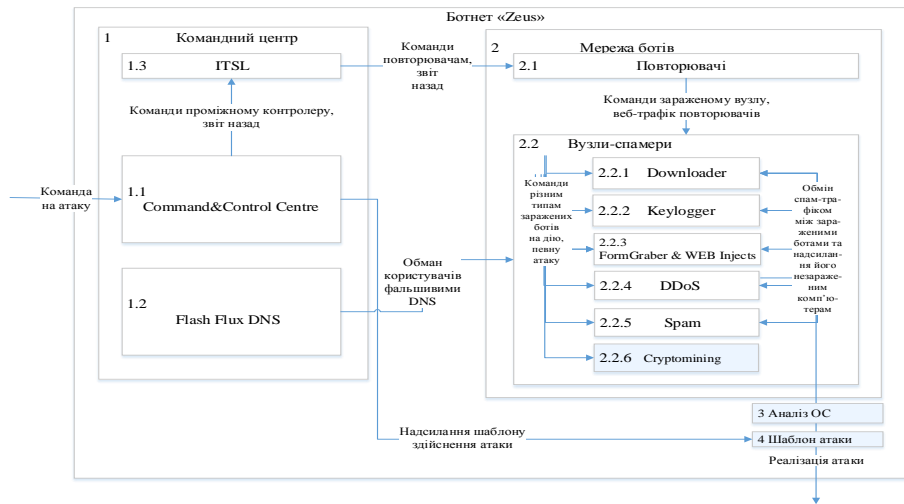 Ботнет «Zeus»
1
Командний центр
1.3
ITSL
Команди проміжному контролеру,
звіт назад
1.1
Command&Control Centre
1.2
Flash Flux DNS
Команда
на атаку
Команди
повторювачам,
звіт
назад
Обман
користувачів
фальшивими
DNS
2
Мережа ботів
2.1
Повторювачі
Команди зараженому вузлу,
веб-трафік повторювачів
2.2
Вузли-спамери
Команди
різним
типам
заражених
ботів
на дію,
певну
атаку
2.2.1
Downloader
2.2.2
Keylogger
2.2.3
FormGraber & WEB Injects
2.2.4
DDoS
2.2.5
Spam
2.2.6
Cryptomining
Обмін
спам-тра-
фіком
між зара-
женими
ботами та
надсилан-
ня його
незараже-
ним
комп’ю-
терам
3 Аналіз ОС
Надсилання шаблону
здійснення атаки
4 Шаблон атаки
Реалізація атаки